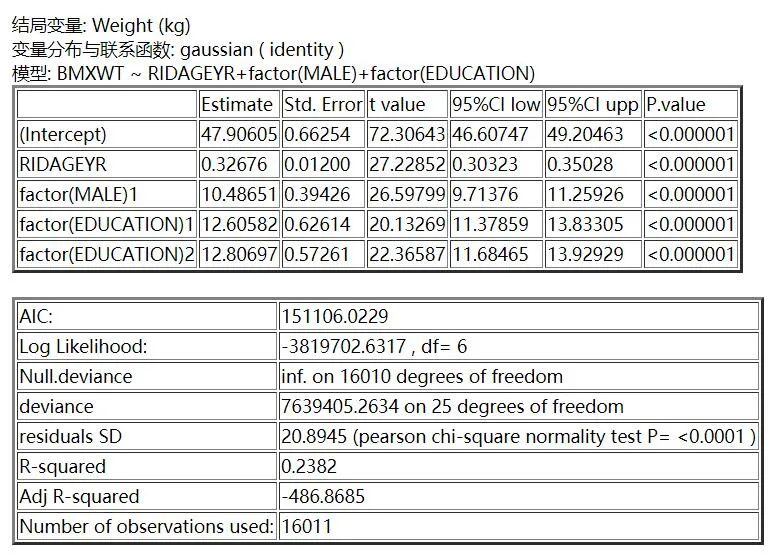 结局变量: Weight (kg)
变量分布与联系函数: gaussian ( identity )
模型: BMXWT ~ RIDAGEYR+factor(MALE)+factor(EDUCATION)
Estimate Std. Error t value 95%CI low 95%CI upp P.value
(Intercept) 47.90605 0.66254 72.30643 46.60747 49.20463 <0.000001
RIDAGEYR 0.32676 0.01200 27.22852 0.30323 0.35028 <0.000001
factor(MALE)1 10.48651 0.39426 26.59799 9.71376 11.25926 <0.000001
factor(EDUCATION)1 12.60582 0.62614 20.13269 11.37859 13.83305 <0.000001
factor(EDUCATION)2 12.80697 0.57261 22.36587 11.68465 13.92929 <0.000001
AIC: 151106.0229
Log Likelihood: -3819702.6317 , df= 6
Null.deviance inf. on 16010 degrees of freedom
deviance 7639405.2634 on 25 degrees of freedom
residuals SD 20.8945 (pearson chi-square normality test P= <0.0001 )
R-squared 0.2382
Adj R-squared -486.8685
Number of observations used: 16011